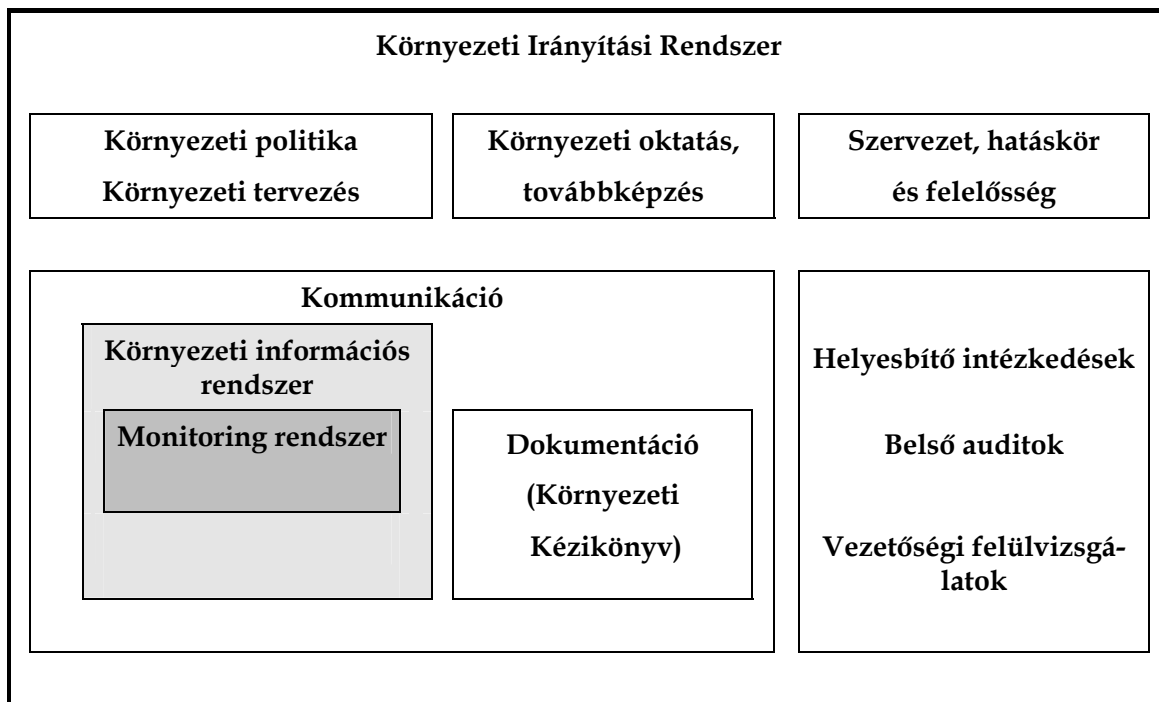 Környezeti Irányítási Rendszer
Környezeti politika
Környezeti tervezés
Környezeti oktatás,
továbbképzés
Szervezet, hatáskör
és felelősség
Kommunikáció
Környezeti információs
rendszer
Monitoring rendszer
Dokumentáció
(Környezeti
Kézikönyv)
Helyesbítő intézkedések
Belső auditok
Vezetőségi felülvizsgá-
latok